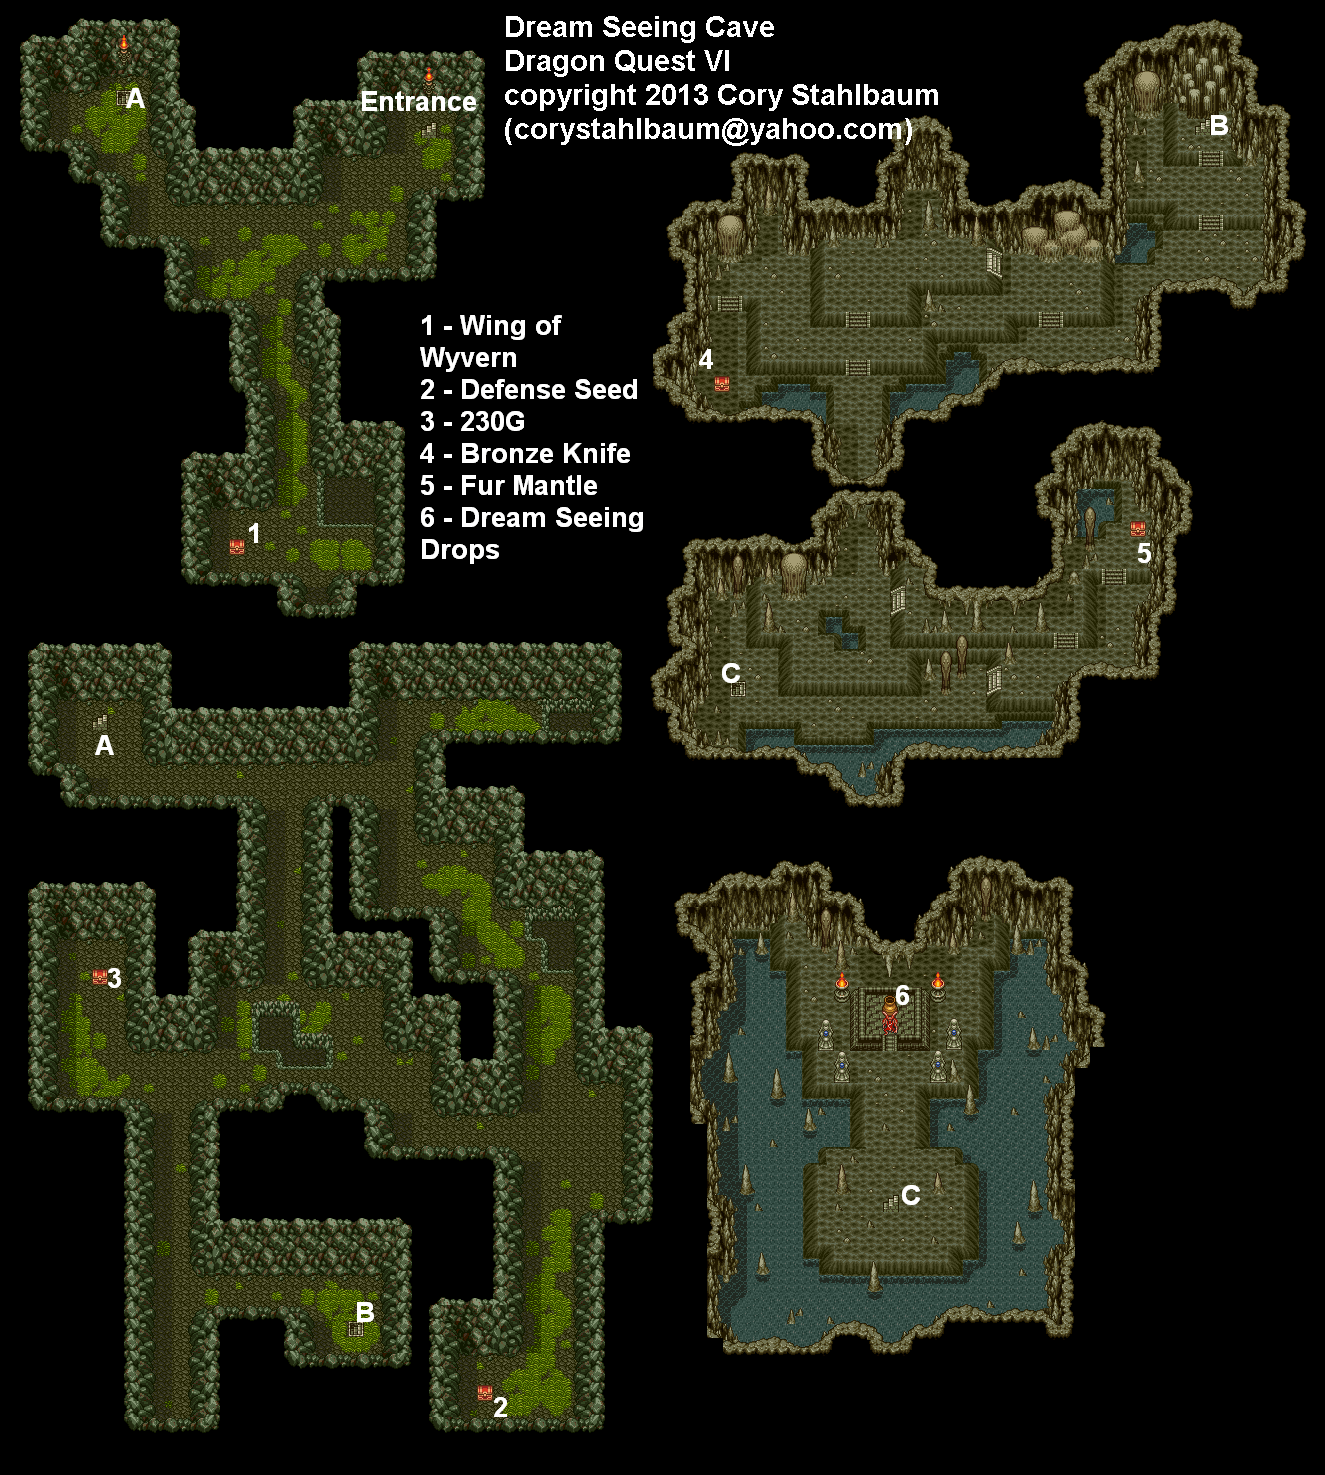 Dream Seeing Cave
Dragon Quest VI
copyright 2013 Cory Stahlbaum
(corystahlbaum@yahoo.com)
A
Entrance
B
1 - Wing of
Wyvern
2 - Defense Seed
3 - 230G
4 - Bronze Knife
5 - Fur Mantle
6 - Dream Seeing
Drops
4
1
5
C
A
3
6
C
B
2